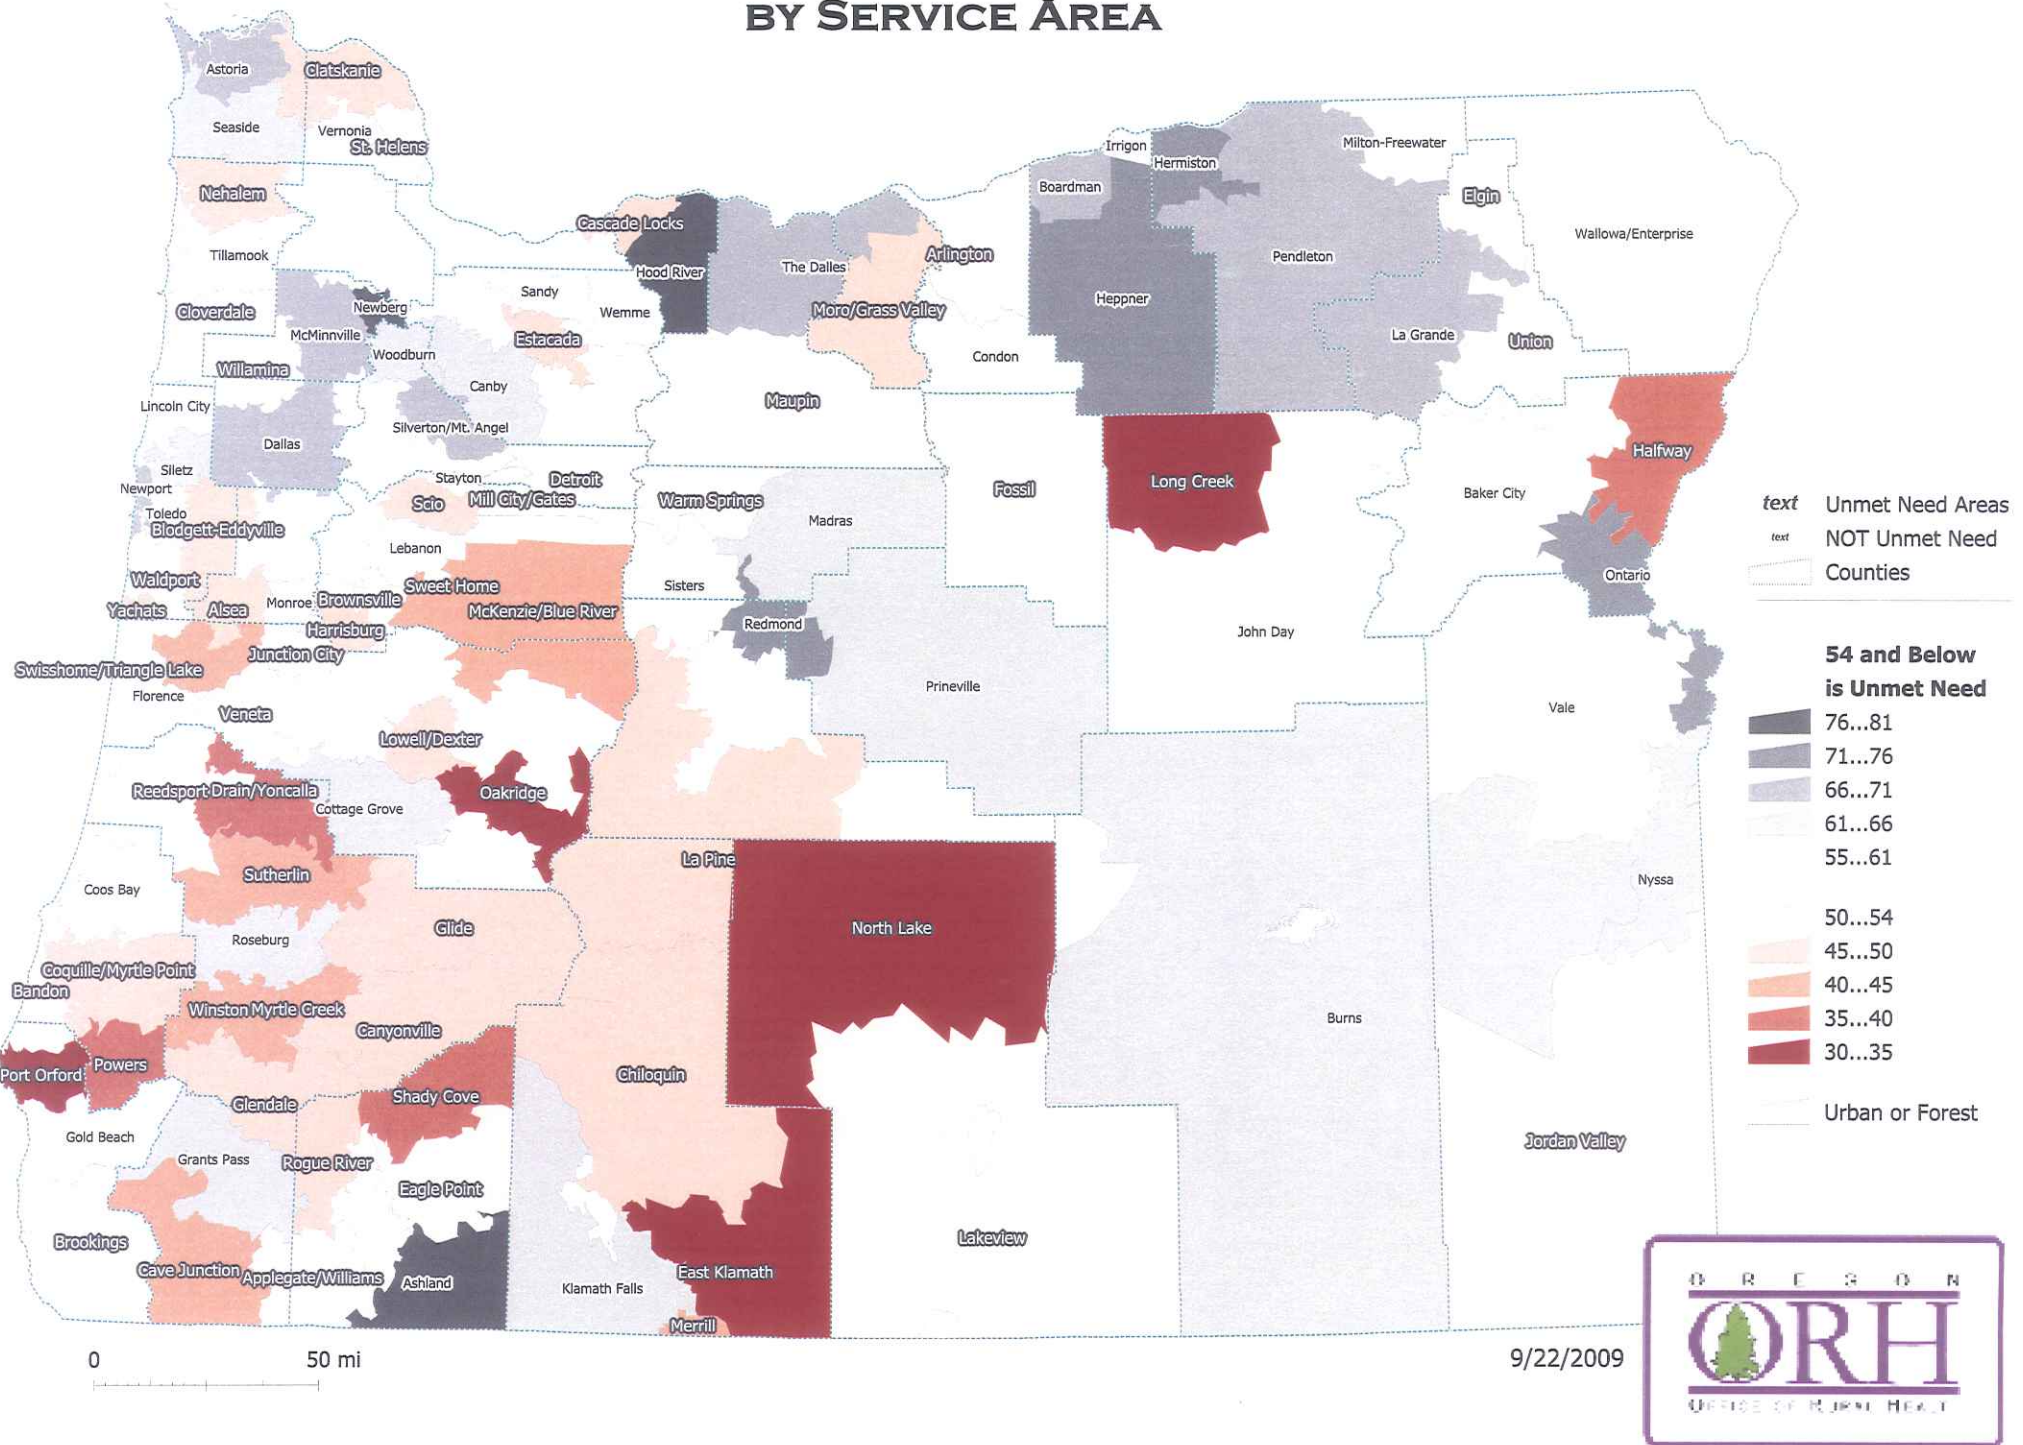 BY SERVICE AREA
Astoria
Clatskanie
Seaside
Vernonia
St. Helens
Nehalem
Tillamook
Cascade Locks
Hood River
The Dalles
Arlington
Irrigon
Hermiston
Boardman
Milton-Freewater
Elgin
Wallowa/Enterprise
Pendleton
Heppner
Moro/Grass Valley
Condon
La Grande
Union
Cloverdale
Newberg
McMinnville
Woodburn
Willamina
Sandy
Wemme
Estacada
Canby
Lincoln City
Dallas
Silverton/Mt. Angel
Maupin
Siletz
Newport
Toledo
Blodgett-Eddyville
Stayton
Detroit
Scio
Mill City/Gates
Warm Springs
Madras
Fossil
Long Creek
Baker City
Halfway
Ontario
Lebanon
Sweet Home
McKenzie/Blue River
Sisters
Redmond
Waldport
Yachats
Alsea
Monroe
Brownsville
Harrisburg
Junction City
Swisshome/Triangle Lake
Florence
Veneta
Prineville
John Day
Vale
Lowell/Dexter
Reedsport
Drain/Yoncalla
Cottage Grove
Oakridge
Sutherlin
La Pine
Coos Bay
Roseburg
Glide
North Lake
Nyssa
Coquille/Myrtle Point
Bandon
Winston
Myrtle Creek
Canyonville
Burns
Port Orford
Powers
Shady Cove
Chiloquin
Glendale
Gold Beach
Grants Pass
Rogue River
Eagle Point
Jordan Valley
Brookings
Cave Junction
Applegate/Williams
Ashland
Klamath Falls
East Klamath
Merrill
Lakeview
text Unmet Need Areas
text NOT Unmet Need
Counties
54 and Below
is Unmet Need
76...81
71...76
66...71
61...66
55...61
50...54
45...50
40...45
35...40
30...35
Urban or Forest
0 50 mi
9/22/2009
OREGON
ORH